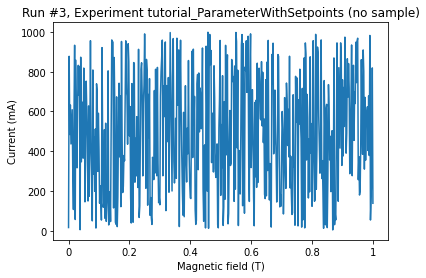 Run #3, Experiment tutorial_ParameterWithSetpoints (no sample)
1000
800
600
400
200
0
Current (mA)
0 0.2 0.4 0.6 0.8 1
Magnetic field (T)